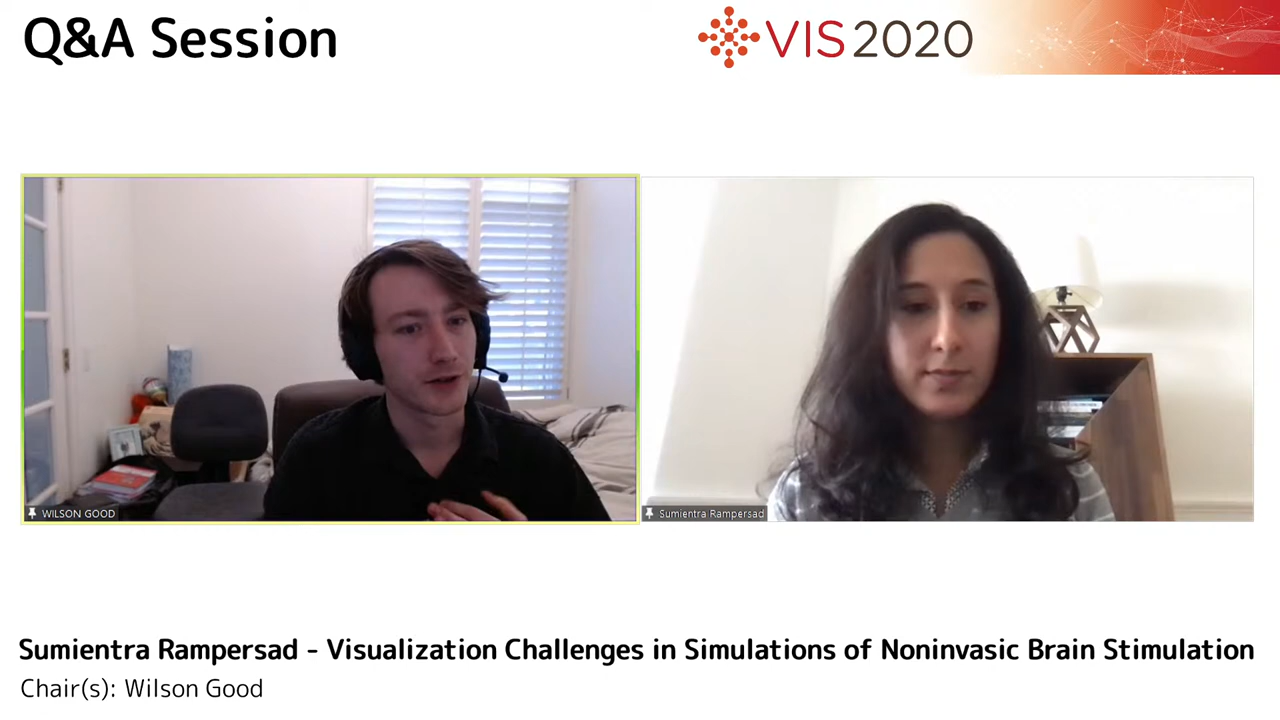 Q&A Session
VIS2020
WILSON GOOD
Sumientra Rampersad
Sumientra Rampersad - Visualization Challenges in Simulations of Noninvasic Brain Stimulation
Chair(s): Wilson Good